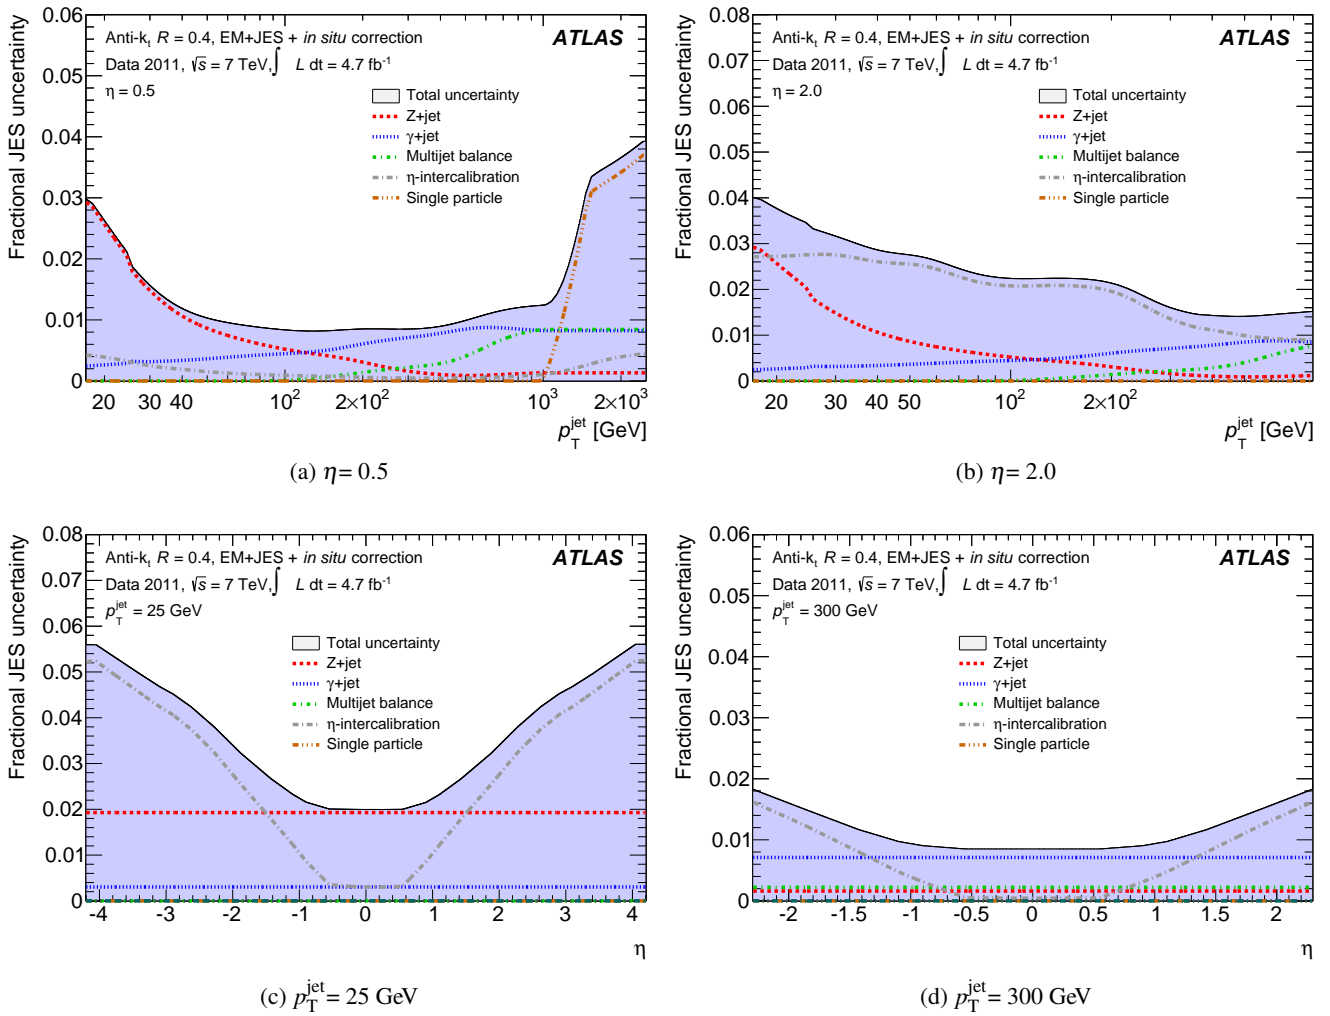 0.06
0.05
0.04
0.03
0.02
0.01
0
Fractional JES uncertainty
Anti-kt R = 0.4, EM+JES + in situ correction
ATLAS
Data 2011, √s = 7 TeV, ∫ L dt = 4.7 fb-1
η = 0.5
Total uncertainty
Z+jet
γ+jet
Multijet balance
η-intercalibration
Single particle
20 30 40 10² 2×10² 10³ 2×10³
pT^jet [GeV]
(a) η = 0.5
0.08
0.07
0.06
0.05
0.04
0.03
0.02
0.01
0
Fractional JES uncertainty
Anti-kt R = 0.4, EM+JES + in situ correction
ATLAS
Data 2011, √s = 7 TeV, ∫ L dt = 4.7 fb-1
η = 2.0
Total uncertainty
Z+jet
γ+jet
Multijet balance
η-intercalibration
Single particle
20 30 40 50 10² 2×10²
pT^jet [GeV]
(b) η = 2.0
0.08
0.07
0.06
0.05
0.04
0.03
0.02
0.01
0
Fractional JES uncertainty
Anti-kt R = 0.4, EM+JES + in situ correction
ATLAS
Data 2011, √s = 7 TeV, ∫ L dt = 4.7 fb-1
pT^jet = 25 GeV
Total uncertainty
Z+jet
γ+jet
Multijet balance
η-intercalibration
Single particle
-4 -3 -2 -1 0 1 2 3 4
η
(c) pT^jet = 25 GeV
0.06
0.05
0.04
0.03
0.02
0.01
0
Fractional JES uncertainty
Anti-kt R = 0.4, EM+JES + in situ correction
ATLAS
Data 2011, √s = 7 TeV, ∫ L dt = 4.7 fb-1
pT^jet = 300 GeV
Total uncertainty
Z+jet
γ+jet
Multijet balance
η-intercalibration
Single particle
-2 -1.5 -1 -0.5 0 0.5 1 1.5 2
η
(d) pT^jet = 300 GeV